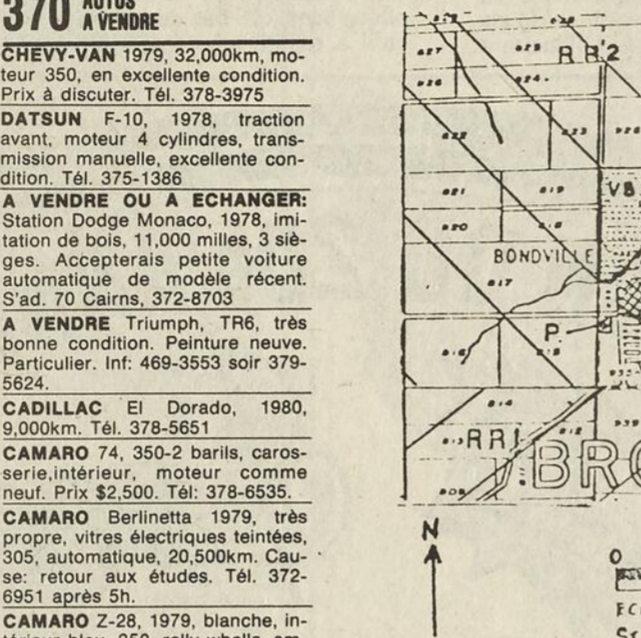 370 AUTOS
A VENDRE
CHEVY-VAN 1979, 32,000km, mo-
teur 350, en excellente condition.
Prix à discuter. Tél. 378-3975
DATSUN F-10, 1978, traction
avant, moteur 4 cylindres, trans-
mission manuelle, excellente con-
dition. Tél. 375-1386
A VENDRE OU A ECHANGER:
Station Dodge Monaco, 1978, imi-
tation de bois, 11,000 milles, 3 siè-
ges. Accepterais petite voiture
automatique de modèle récent.
S'ad. 70 Cairns, 372-8703
A VENDRE Triumph, TR6, très
bonne condition. Peinture neuve.
Particulier. Inf: 469-3553 soir 379-
5624.
CADILLAC El Dorado, 1980,
9,000km. Tél. 378-5651
CAMARO 74, 350-2 barils, caros-
serie,intérieur, moteur comme
neuf. Prix $2,500. Tél: 378-6535.
CAMARO Berlinetta 1979, très
propre, vitres électriques teintées,
305, automatique, 20,500km. Cau-
se: retour aux études. Tél. 372-
6951 après 5h.
CAMARO Z-28, 1979, blanche, in-
RR2
VB
BONDVILLE
P.
RR1
BRO
N
O